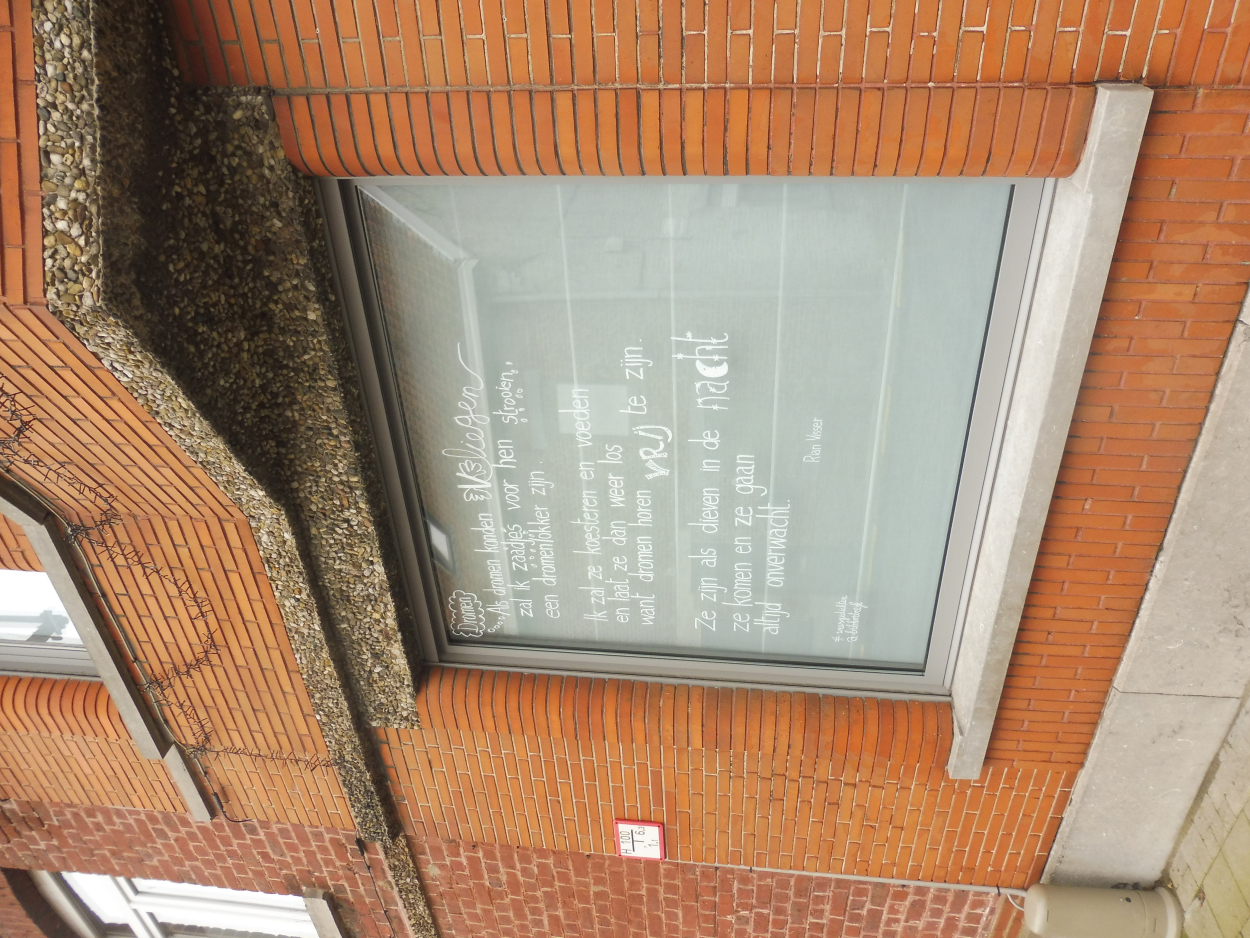 Dromen
Als dromen konden vliegen
zal ik zaadjes voor hen strooien,
een dromenlokker zijn
Ik zal ze koesteren en voeden
en laat ze dan weer los
want dromen horen VRIJ te zijn.
Ze zijn als dieven in de nacht
ze komen en ze gaan
altijd onverwacht.
Rian Visser
H 100